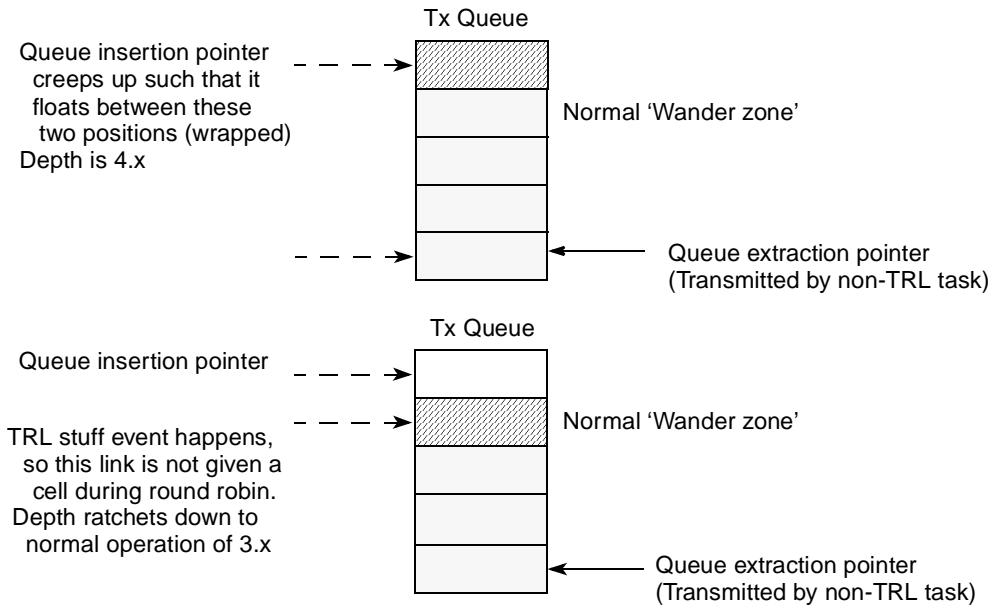 Tx Queue
Queue insertion pointer
creeps up such that it
floats between these
two positions (wrapped)
Depth is 4.x
Normal ‘Wander zone’
Queue extraction pointer
(Transmitted by non-TRL task)
Tx Queue
Queue insertion pointer
TRL stuff event happens,
so this link is not given a
cell during round robin.
Depth ratchets down to
normal operation of 3.x
Normal ‘Wander zone’
Queue extraction pointer
(Transmitted by non-TRL task)